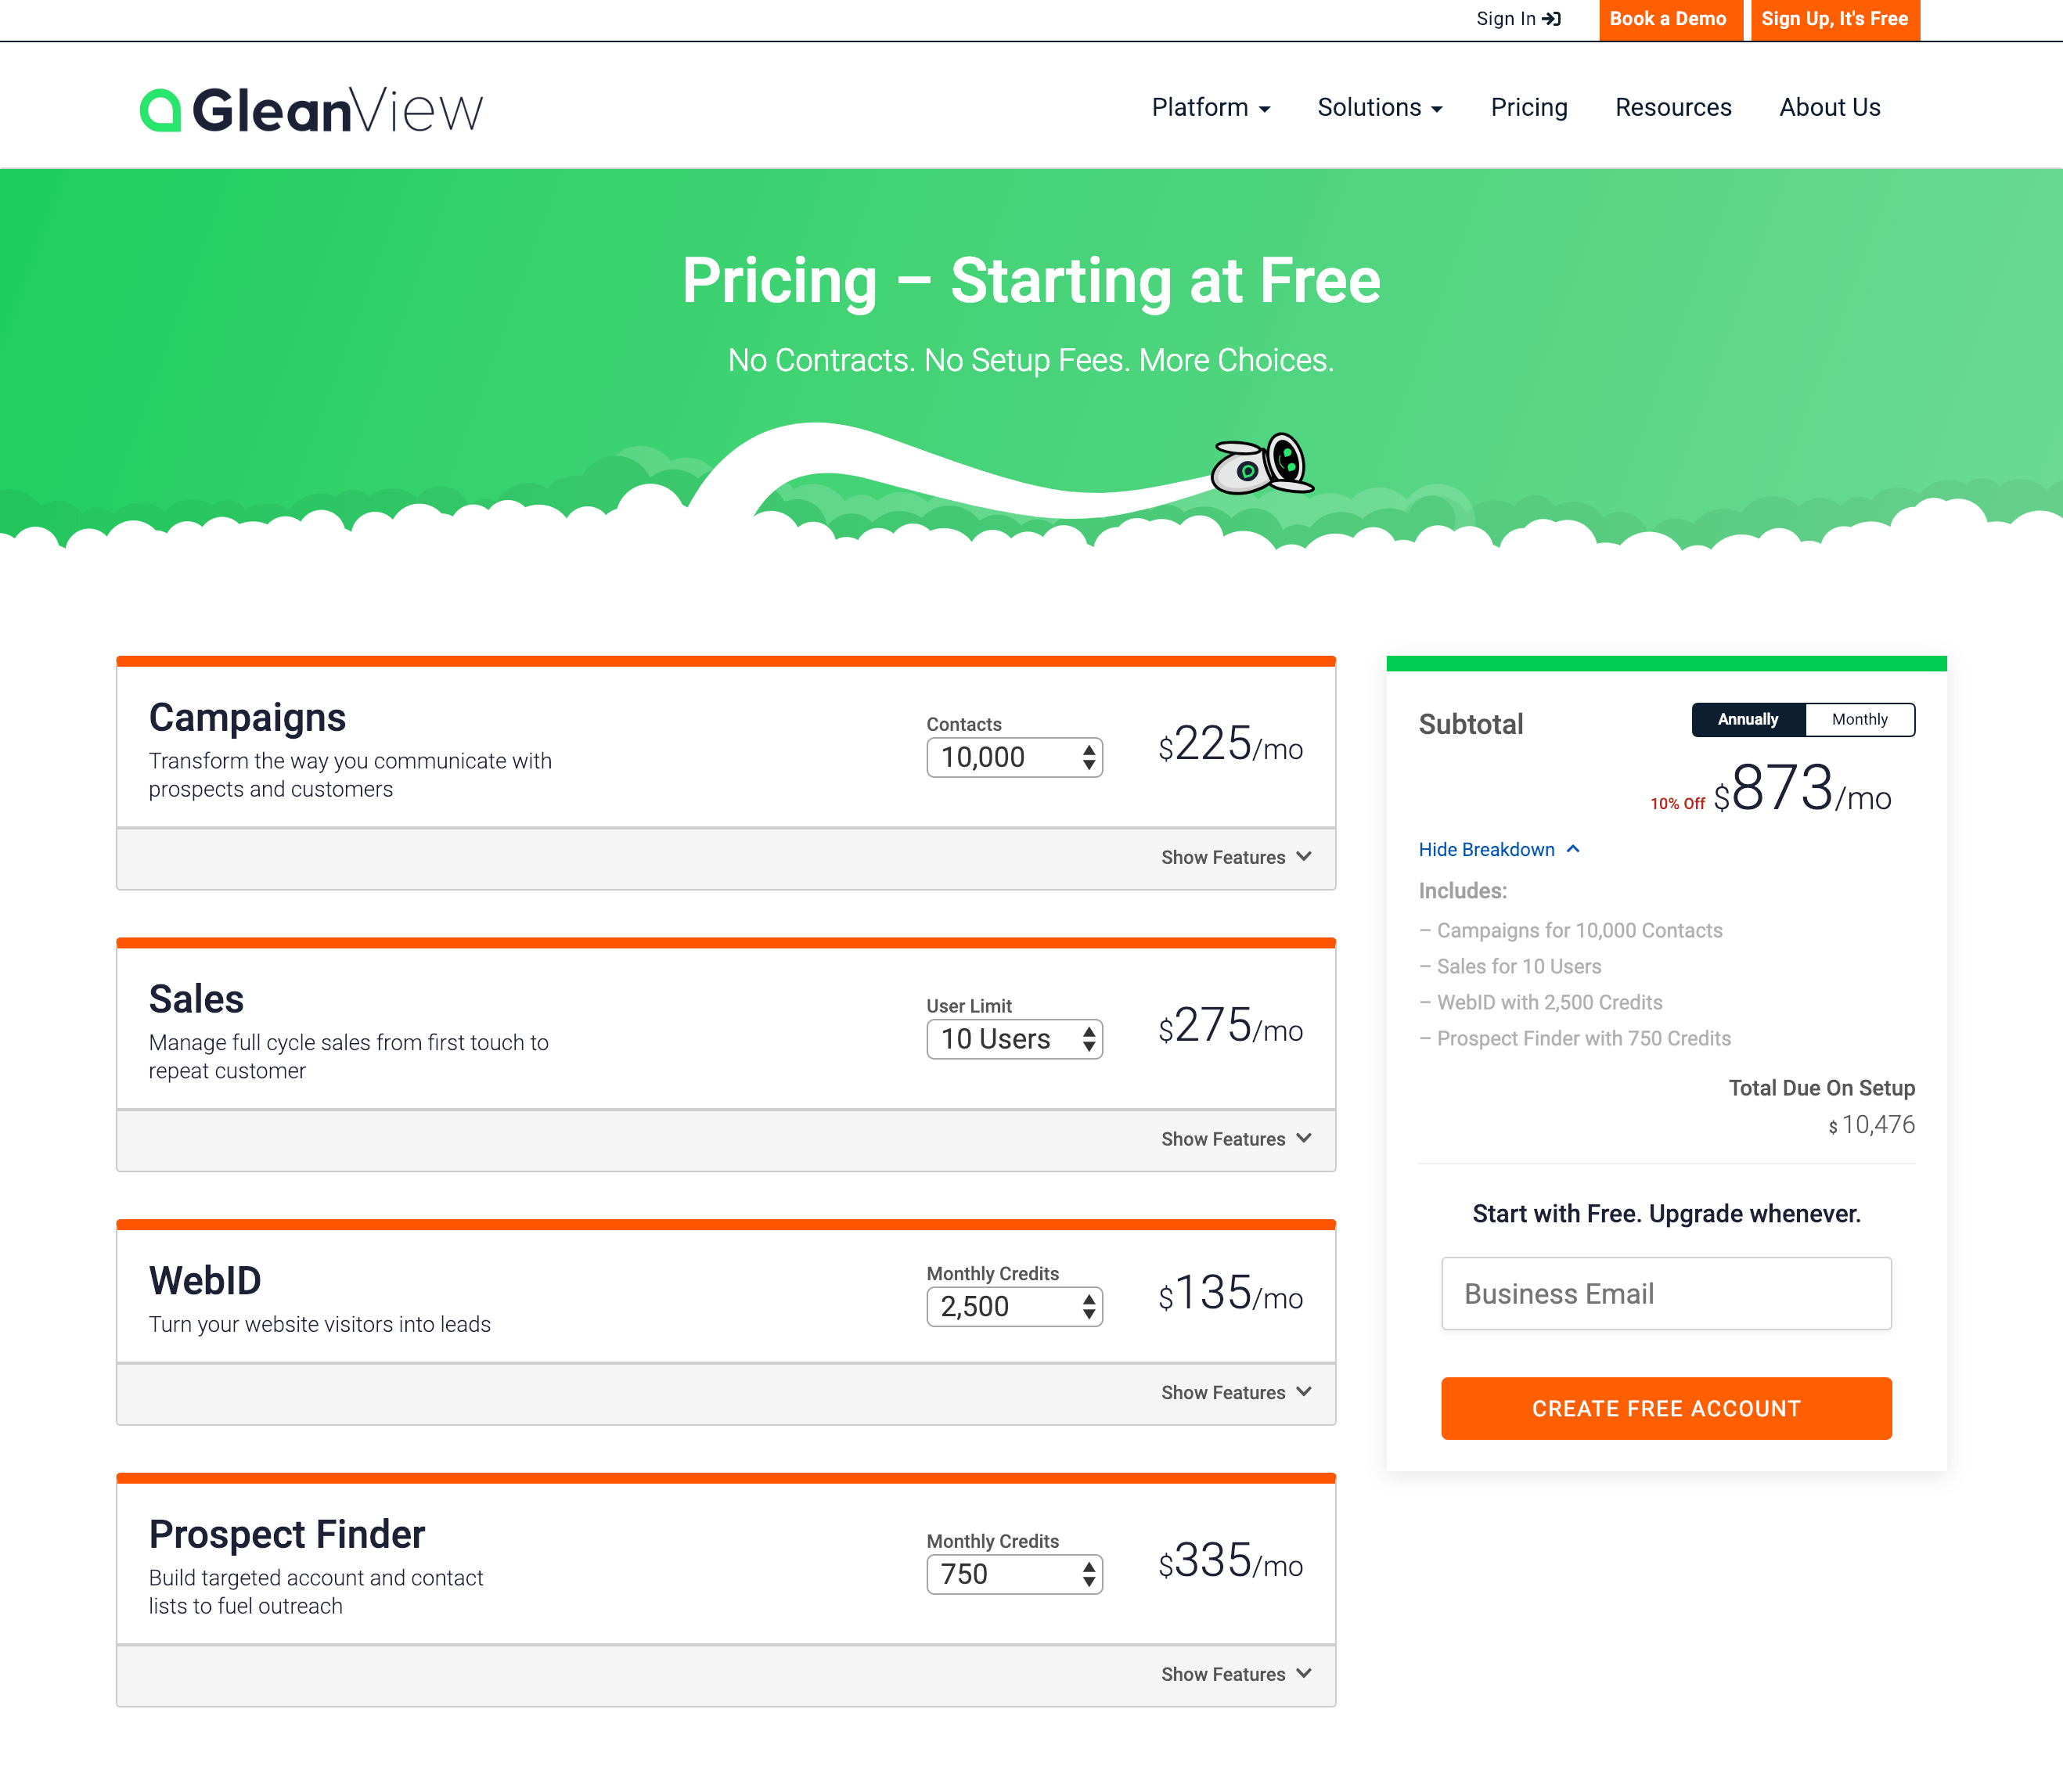 Sign In
Book a Demo
Sign Up, It's Free
GleanView
Platform
Solutions
Pricing
Resources
About Us
Pricing – Starting at Free
No Contracts. No Setup Fees. More Choices.
Campaigns
Transform the way you communicate with
prospects and customers
Contacts
10,000
$225/mo
Show Features
Sales
Manage full cycle sales from first touch to
repeat customer
User Limit
10 Users
$275/mo
Show Features
WebID
Turn your website visitors into leads
Monthly Credits
2,500
$135/mo
Show Features
Prospect Finder
Build targeted account and contact
lists to fuel outreach
Monthly Credits
750
$335/mo
Show Features
Subtotal
Annually
Monthly
10% Off $873/mo
Hide Breakdown
Includes:
– Campaigns for 10,000 Contacts
– Sales for 10 Users
– WebID with 2,500 Credits
– Prospect Finder with 750 Credits
Total Due On Setup
$ 10,476
Start with Free. Upgrade whenever.
Business Email
CREATE FREE ACCOUNT